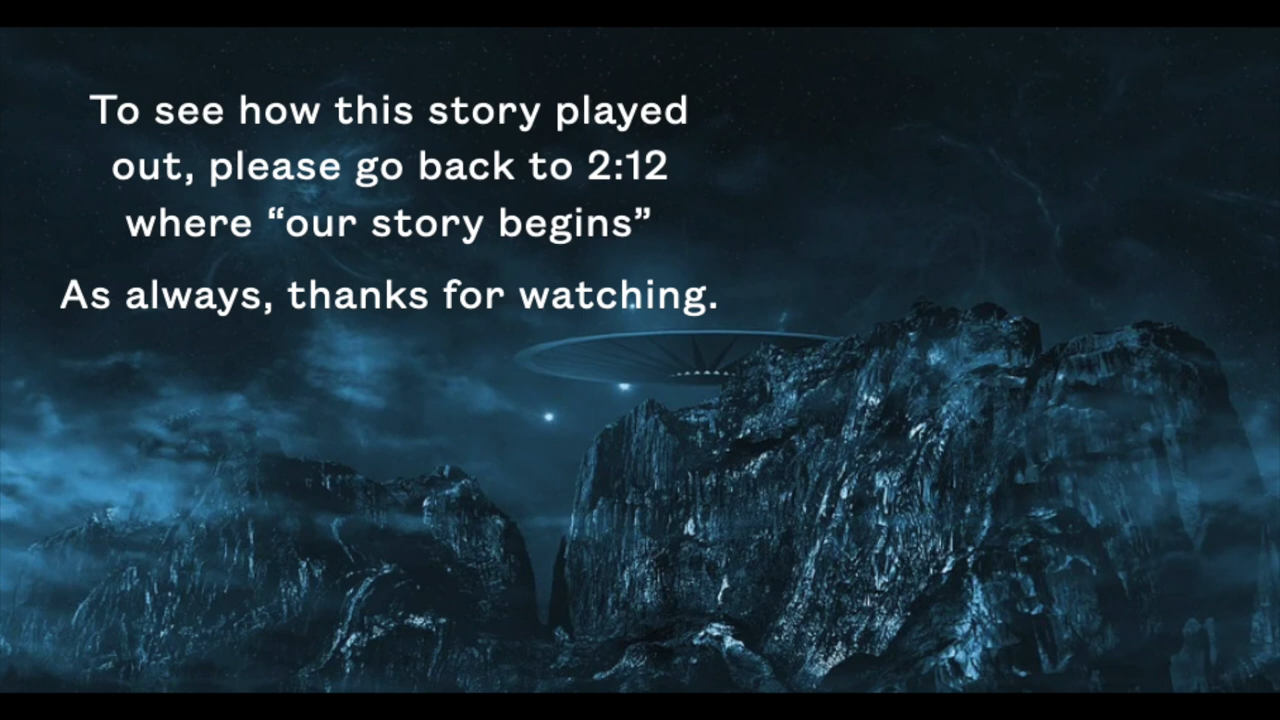 To see how this story played
out, please go back to 2:12
where “our story begins”
As always, thanks for watching.